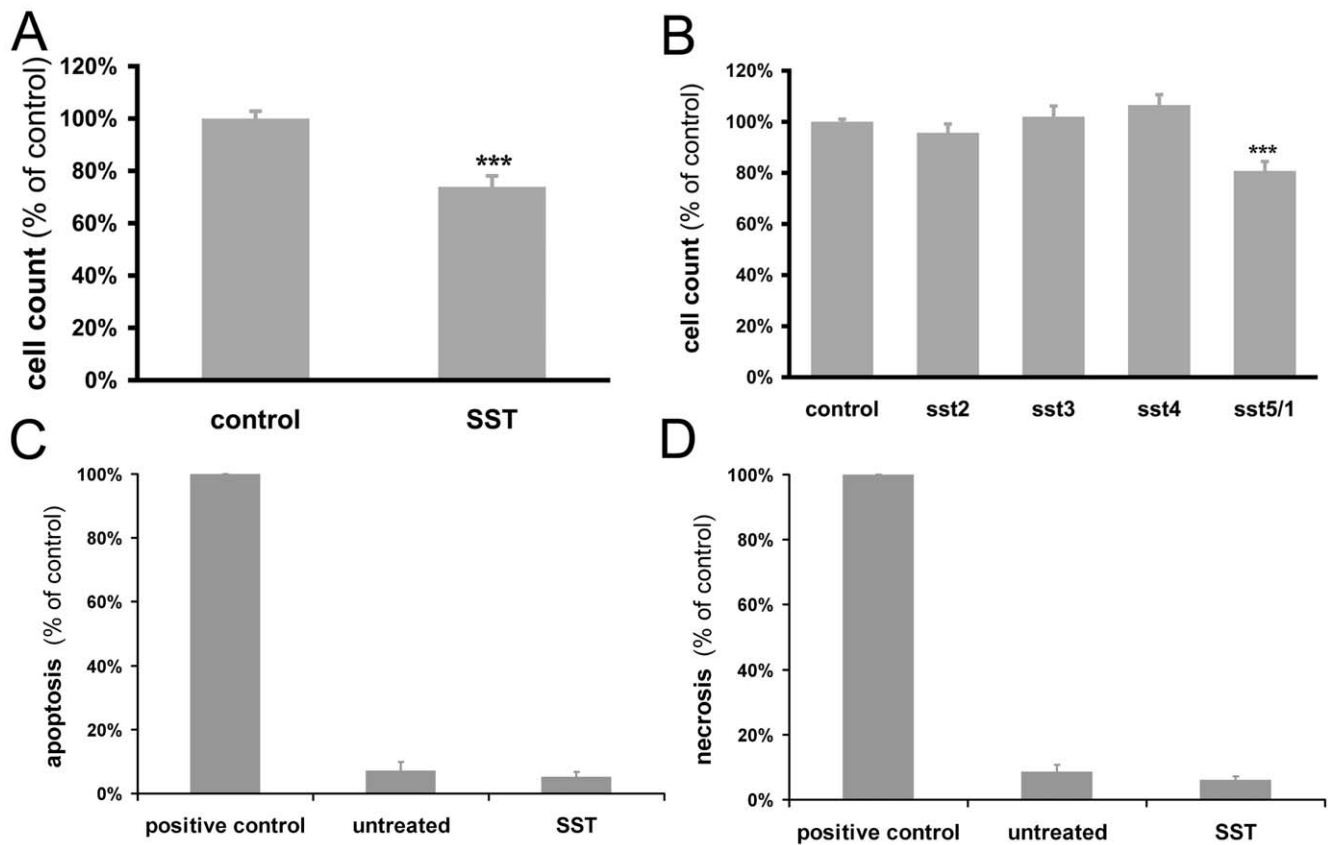 A
cell count (% of control)
120%
100%
80%
60%
40%
20%
0%
***
control SST
B
cell count (% of control)
120%
100%
80%
60%
40%
20%
0%
***
control sst2 sst3 sst4 sst5/1
C
apoptosis (% of control)
100%
80%
60%
40%
20%
0%
positive control untreated SST
D
necrosis (% of control)
100%
80%
60%
40%
20%
0%
positive control untreated SST